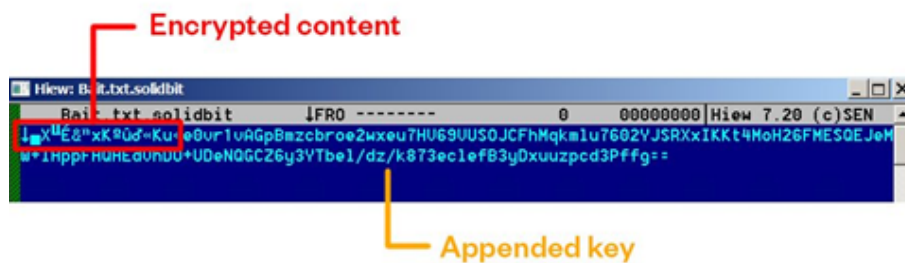 Encrypted content
Hiew: Bait.txt.solidbit
Bait.txt.solidbit ↓FRO -------- 0 00000000 Hiew 7.20 (c)SEN
e0vr1vAGpBmzcbroe2wxeu7HU69VUSOJCFhMqkmlu7602YJSRXxIKKt4MoH26FMESQEJeM
+UDeNQGCZ6y3YTbel/dz/k873eclefB3yDxuuzpcd3Pffg==
Appended key